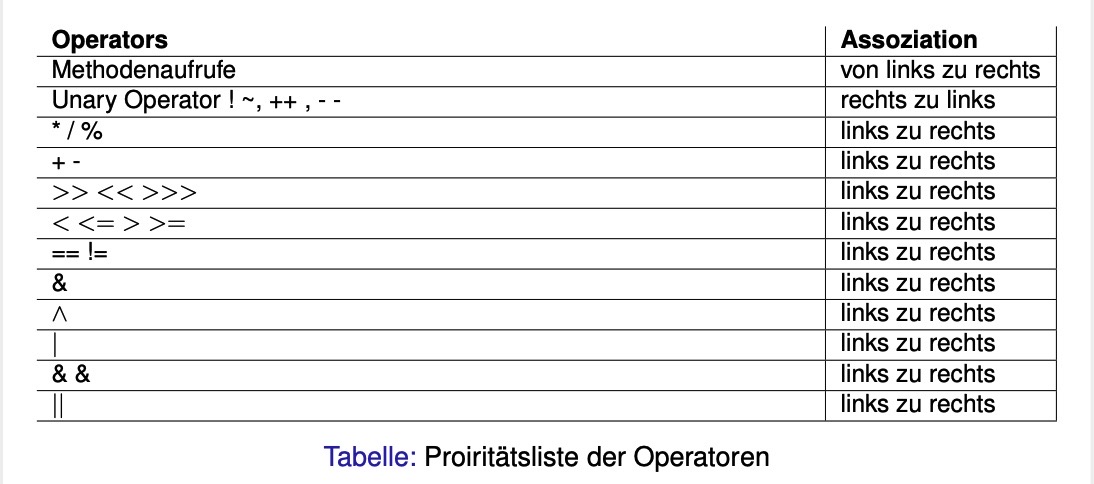 Operators Assoziation
Methodenaufrufe von links zu rechts
Unary Operator ! ~, ++ , - - rechts zu links
* / % links zu rechts
+ - links zu rechts
>> << >>> links zu rechts
< <= > >= links zu rechts
== != links zu rechts
& links zu rechts
∧ links zu rechts
| links zu rechts
& & links zu rechts
|| links zu rechts
Tabelle: Proiritätsliste der Operatoren